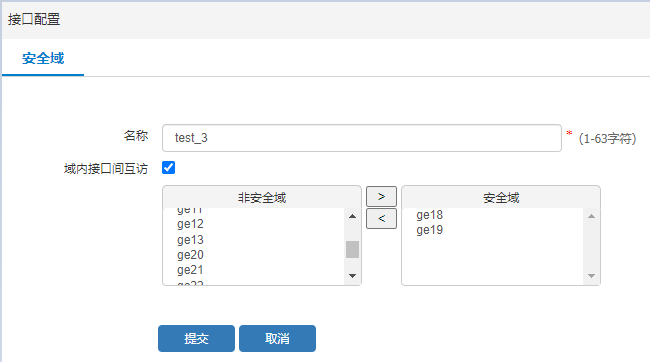 接口配置
安全域
名称
test_3
* (1-63字符)
域内接口间互访
非安全域
ge11
ge12
ge13
ge20
ge21
ge22
>
<
安全域
ge18
ge19
提交
取消